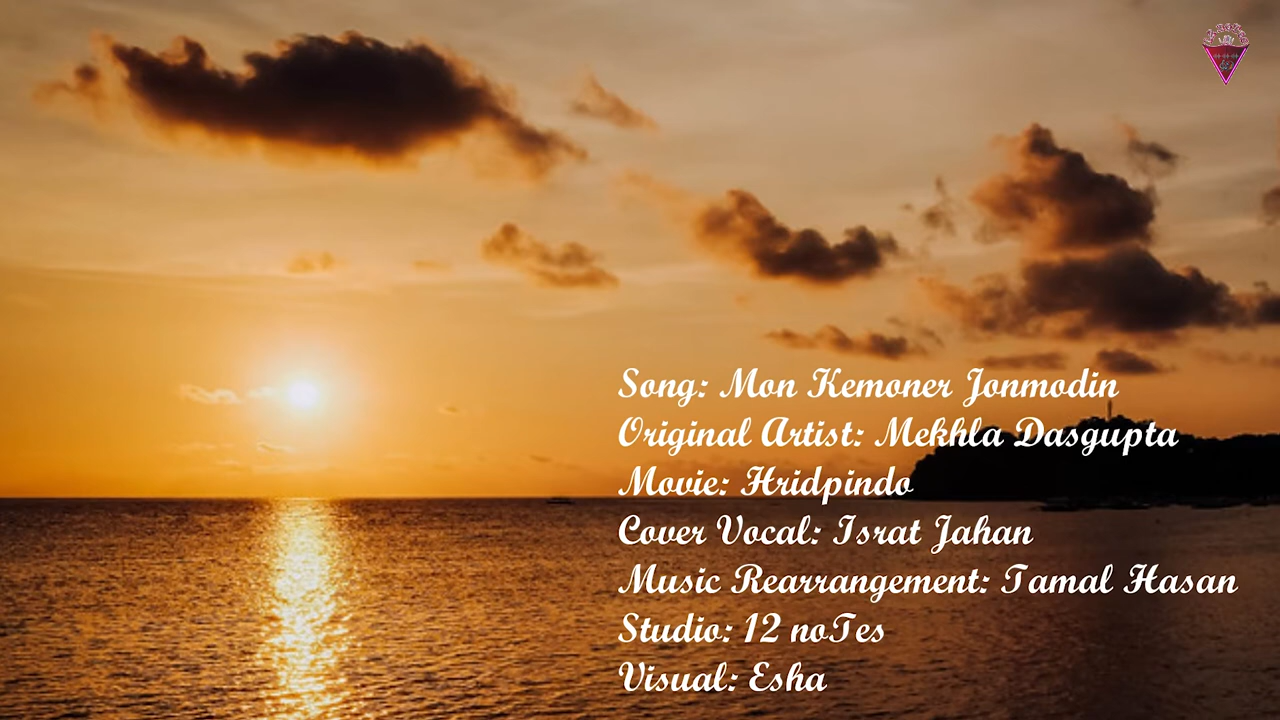 Song: Mon Kemoner Jonmodin
Original Artist: Mekhla Dasgupta
Movie: Hridpindo
Cover Vocal: Israt Jahan
Music Rearrangement: Tamal Hasan
Studio: 12 noTes
Visual: Esha